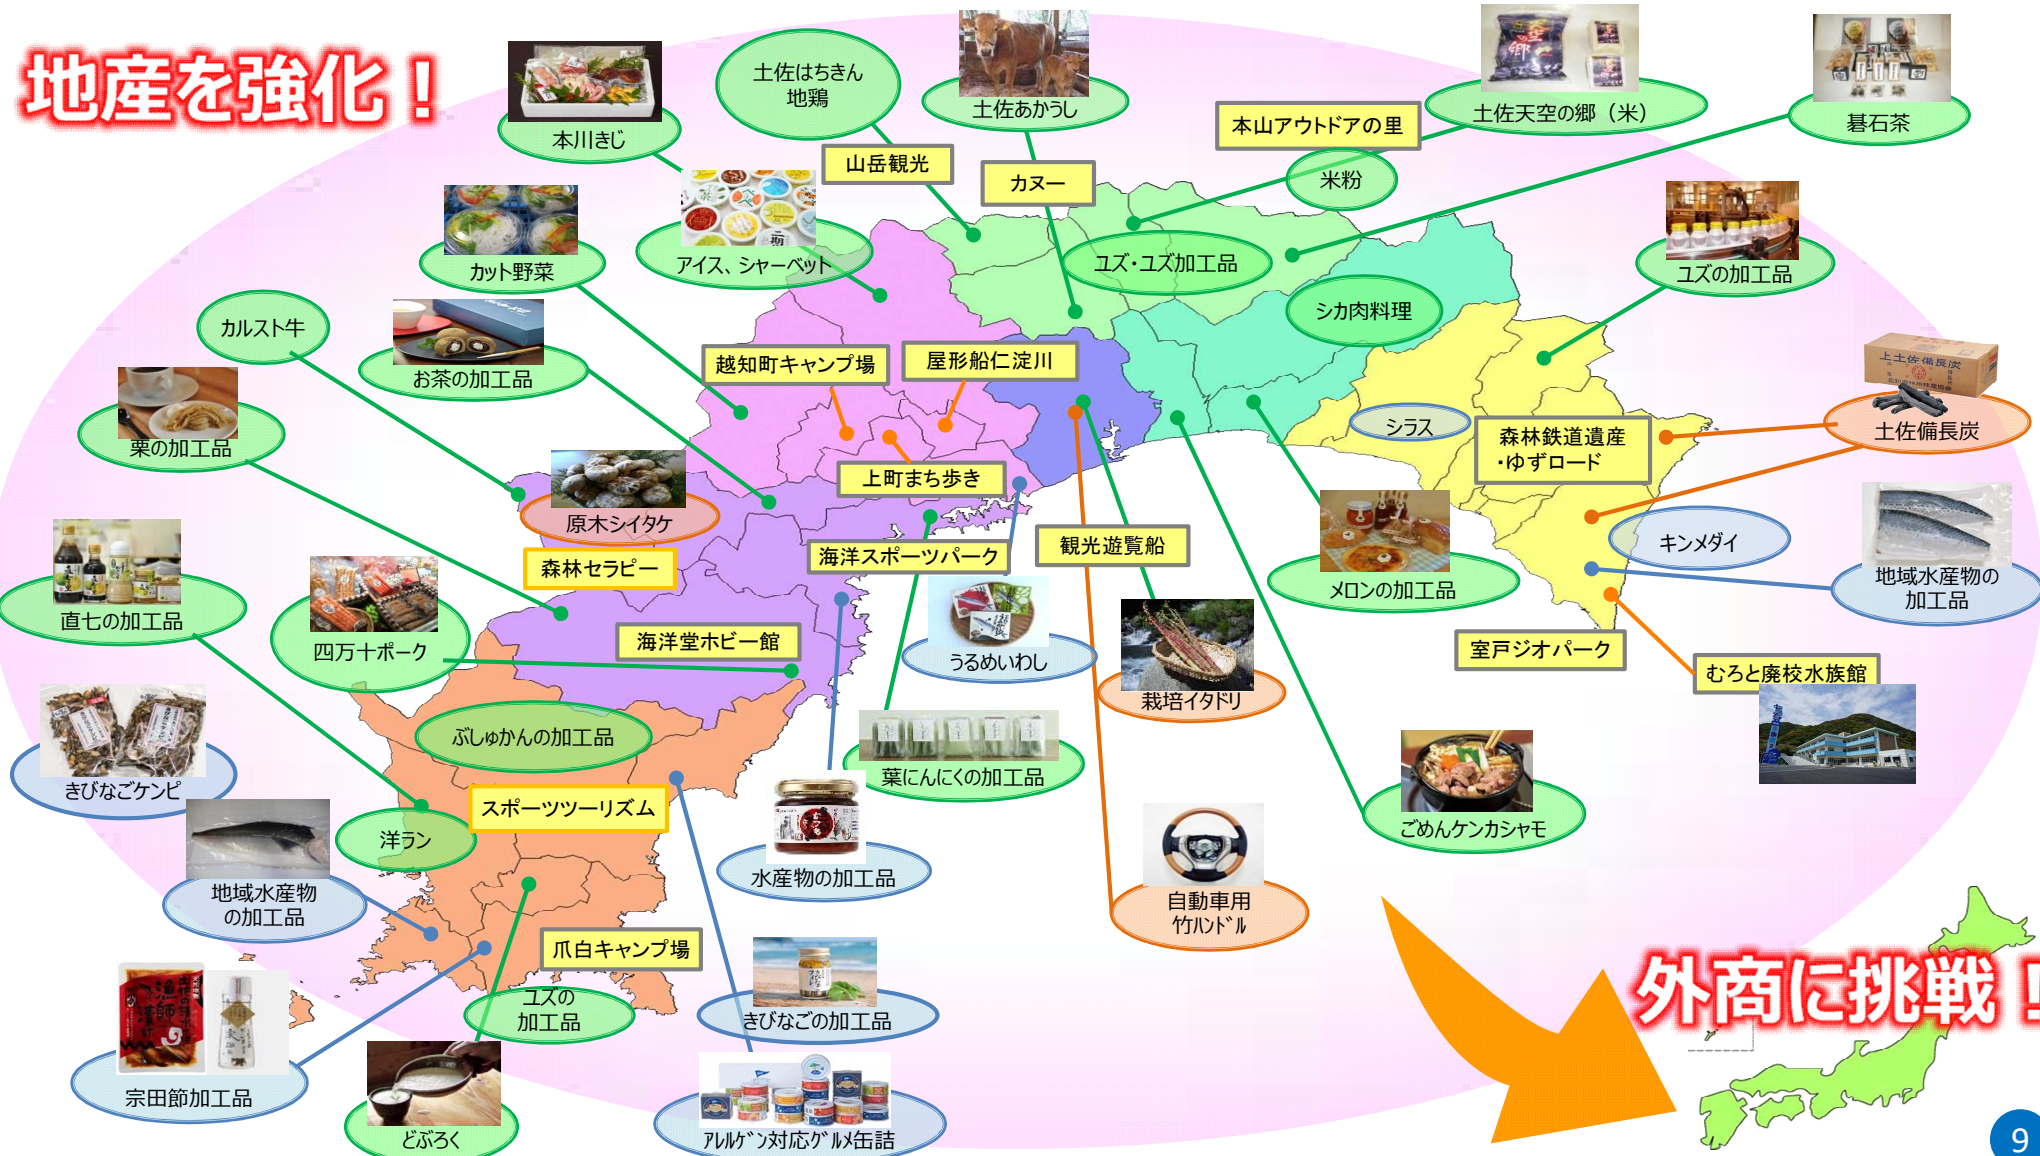 地産を強化！
本川きじ
土佐はちきん
地鶏
土佐あかうし
土佐天空の郷（米）
碁石茶
本山アウトドアの里
山岳観光
カヌー
米粉
カット野菜
アイス、シャーベット
ユズ・ユズ加工品
ユズの加工品
カルスト牛
お茶の加工品
シカ肉料理
越知町キャンプ場
屋形船仁淀川
上土佐備長炭
栗の加工品
シラス
森林鉄道遺産
・ゆずロード
土佐備長炭
上町まち歩き
原木シイタケ
森林セラピー
海洋スポーツパーク
観光遊覧船
キンメダイ
地域水産物の
加工品
メロンの加工品
直七の加工品
四万十ポーク
海洋堂ホビー館
うるめいわし
栽培イタドリ
室戸ジオパーク
むろと廃校水族館
ぶしゅかんの加工品
葉にんにくの加工品
きびなごケンピ
スポーツツーリズム
洋ラン
ごめんケンカシャモ
水産物の加工品
地域水産物
の加工品
自動車用
竹ハンドル
爪白キャンプ場
外商に挑戦！
ユズの
加工品
きびなごの加工品
漁師漬け
宗田節加工品
どぶろく
アレルゲン対応グルメ缶詰
9